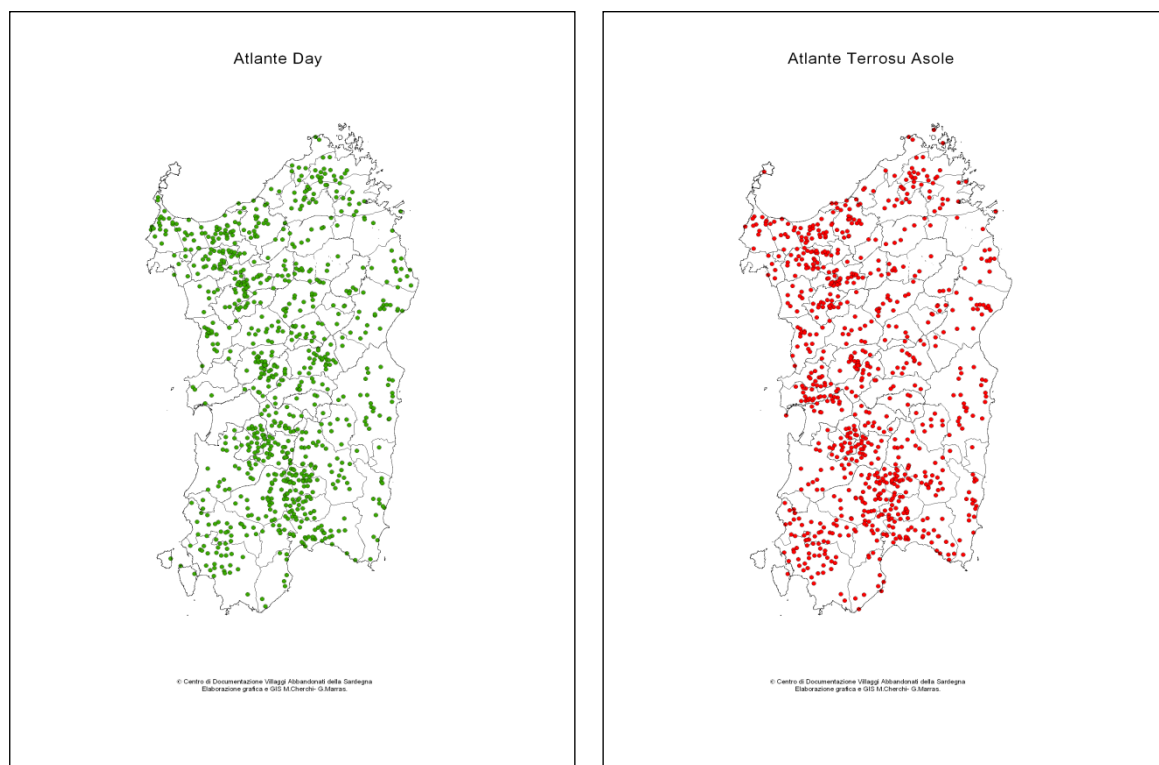 Atlante Day
© Centro di Documentazione Villaggi Abbandonati della Sardegna
Elaborazione grafica e GIS M.Cherchi- G.Marras.
Atlante Terrosu Asole
© Centro di Documentazione Villaggi Abbandonati della Sardegna
Elaborazione grafica e GIS M.Cherchi- G.Marras.